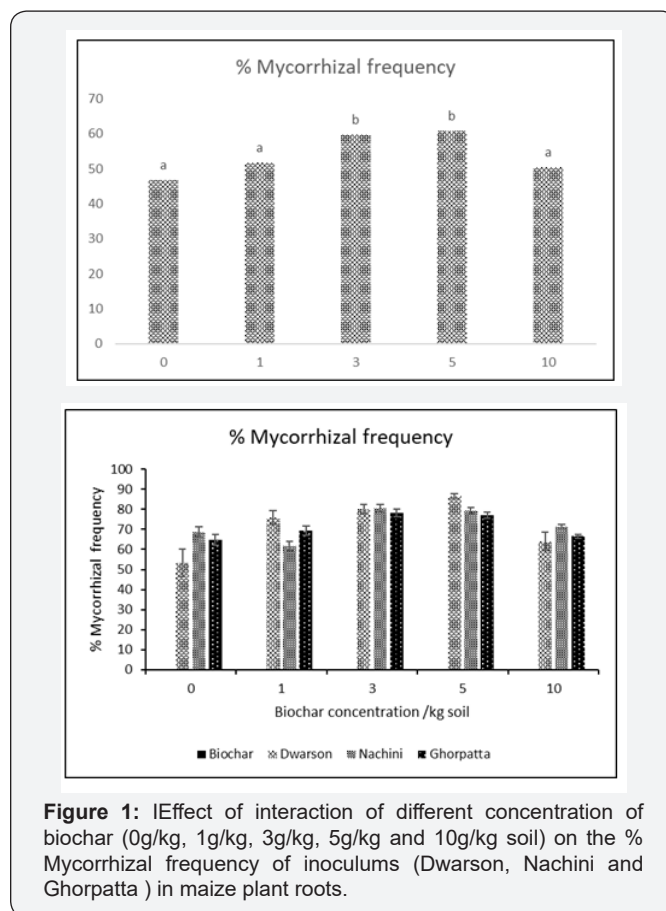 % Mycorrhizal frequency
70
60
50
40
30
20
10
0
a
a
b
b
a
0 1 3 5 10
% Mycorrhizal frequency
% Mycorrhizal frequency
100
90
80
70
60
50
40
30
20
10
0
0 1 3 5 10
Biochar concentration /kg soil
Biochar Dwarson Nachini Ghorpatta
Figure 1: IEffect of interaction of different concentration of
biochar (0g/kg, 1g/kg, 3g/kg, 5g/kg and 10g/kg soil) on the %
Mycorrhizal frequency of inoculums (Dwarson, Nachini and
Ghorpatta ) in maize plant roots.